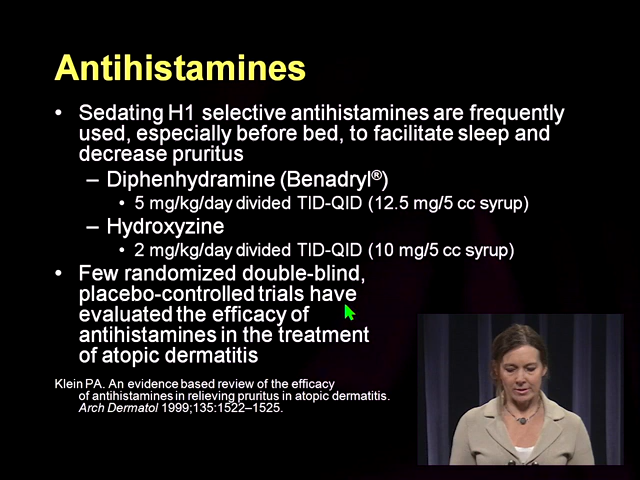 Antihistamines
• Sedating H1 selective antihistamines are frequently
used, especially before bed, to facilitate sleep and
decrease pruritus
– Diphenhydramine (Benadryl®)
• 5 mg/kg/day divided TID-QID (12.5 mg/5 cc syrup)
– Hydroxyzine
• 2 mg/kg/day divided TID-QID (10 mg/5 cc syrup)
• Few randomized double-blind,
placebo-controlled trials have
evaluated the efficacy of
antihistamines in the treatment
of atopic dermatitis
Klein PA. An evidence based review of the efficacy
of antihistamines in relieving pruritus in atopic dermatitis.
Arch Dermatol 1999;135:1522–1525.